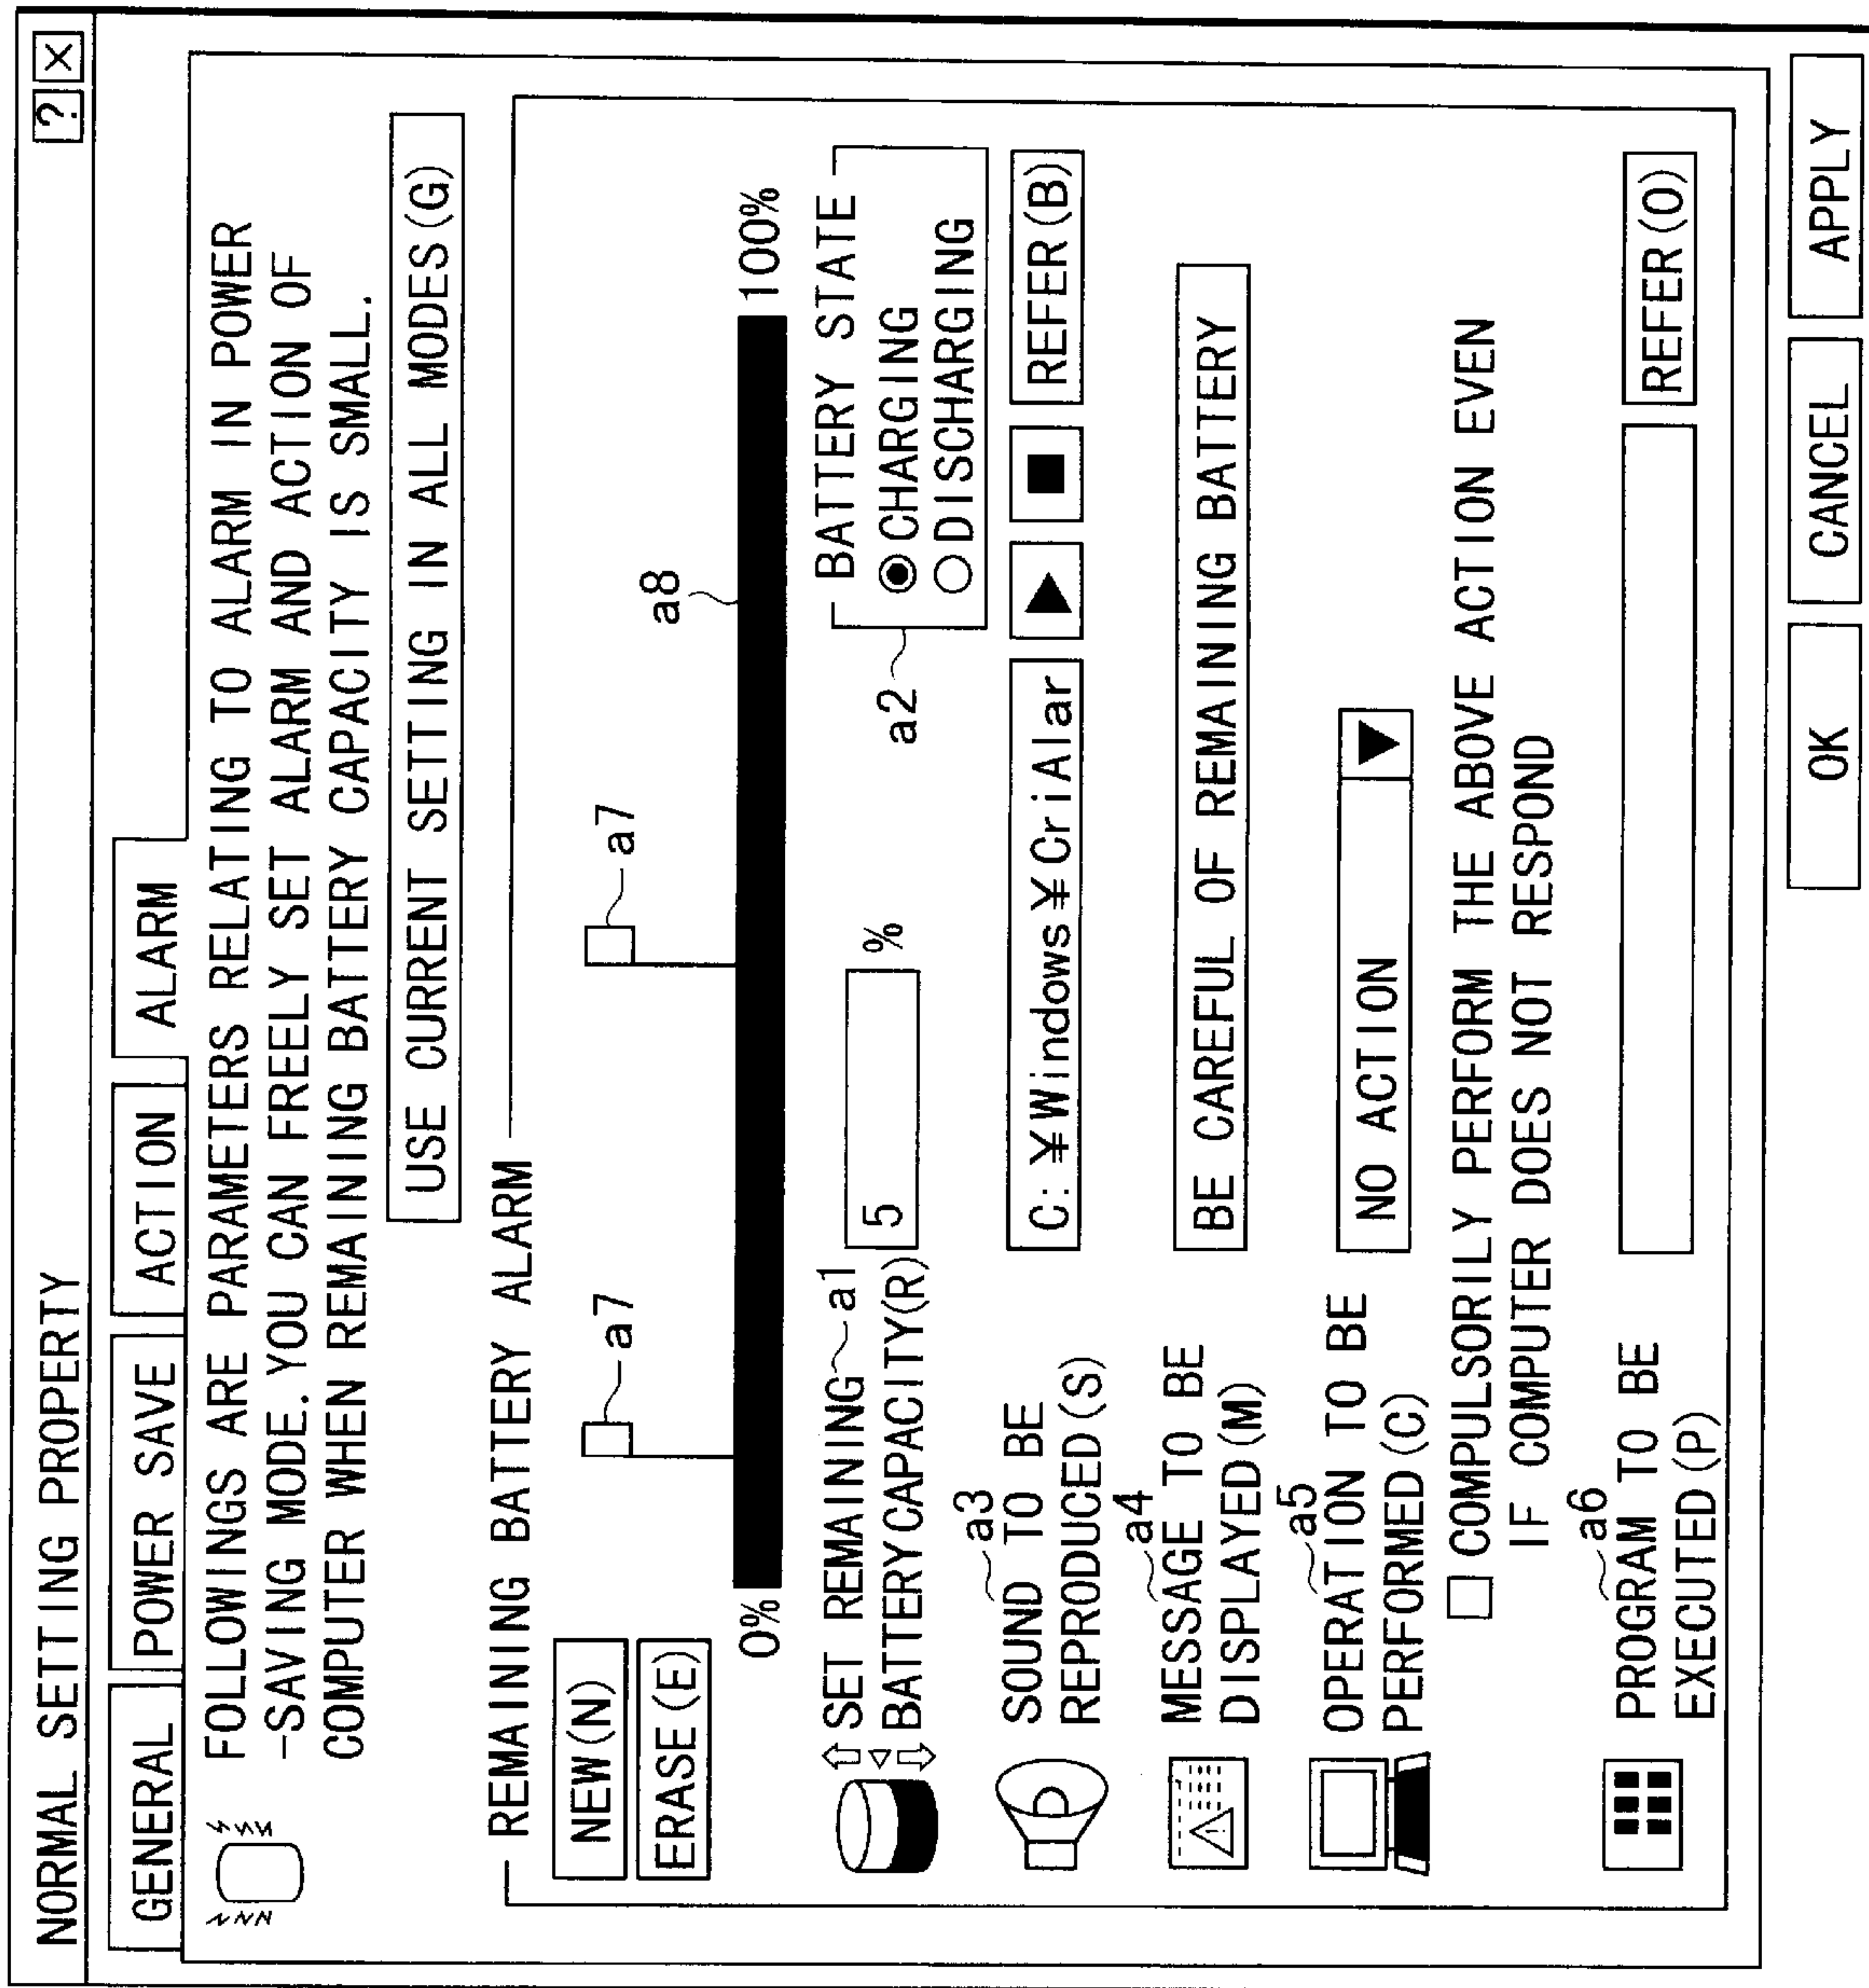 NORMAL SETTING PROPERTY
? X
GENERAL POWER SAVE ACTION ALARM
FOLLOWINGS ARE PARAMETERS RELATING TO ALARM IN POWER
-SAVING MODE. YOU CAN FREELY SET ALARM AND ACTION OF
COMPUTER WHEN REMAINING BATTERY CAPACITY IS SMALL.
USE CURRENT SETTING IN ALL MODES(G)
REMAINING BATTERY ALARM
NEW(N)
ERASE(E)
a7 a7 a8
0% 100%
SET REMAINING a1
BATTERYCAPACITY(R) 5 %
a2 BATTERY STATE
CHARGING
DISCHARGING
a3
SOUND TO BE
REPRODUCED(S)
C:¥Windows¥CriAlar REFER(B)
a4
MESSAGE TO BE
DISPLAYED(M)
BE CAREFUL OF REMAINING BATTERY
a5
OPERATION TO BE
PERFORMED(C)
NO ACTION
COMPULSORILY PERFORM THE ABOVE ACTION EVEN
IF COMPUTER DOES NOT RESPOND
a6
PROGRAM TO BE
EXECUTED(P)
REFER(O)
OK CANCEL APPLY